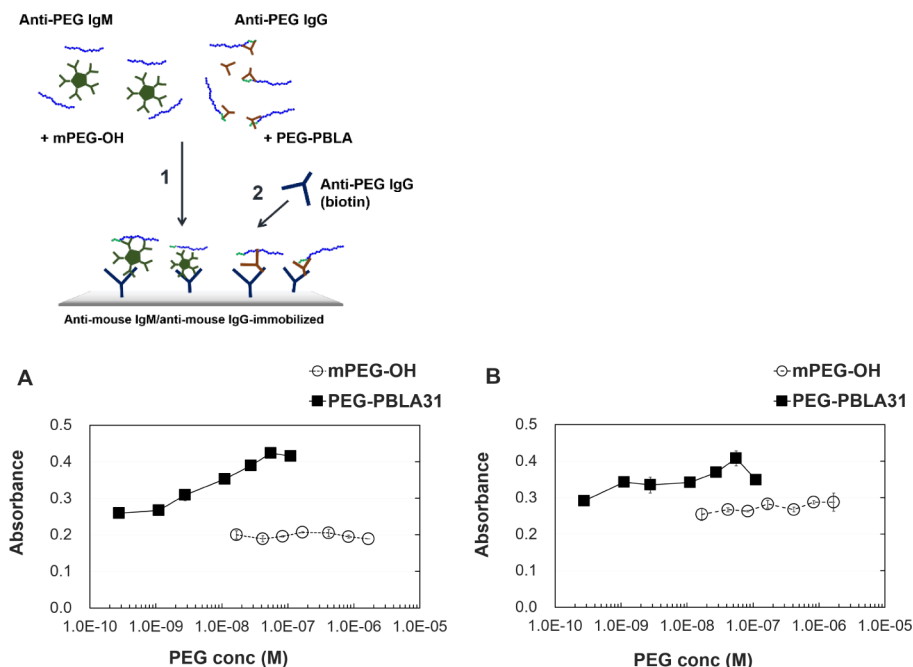 Anti-PEG IgM
Anti-PEG IgG
+ mPEG-OH
+ PEG-PBLA
1
2
Anti-PEG IgG
(biotin)
Anti-mouse IgM/anti-mouse IgG-immobilized
A
mPEG-OH
PEG-PBLA31
0.5
0.4
0.3
0.2
0.1
0.0
Absorbance
1.0E-10 1.0E-09 1.0E-08 1.0E-07 1.0E-06 1.0E-05
PEG conc (M)
B
mPEG-OH
PEG-PBLA31
0.5
0.4
0.3
0.2
0.1
0.0
Absorbance
1.0E-10 1.0E-09 1.0E-08 1.0E-07 1.0E-06 1.0E-05
PEG conc (M)